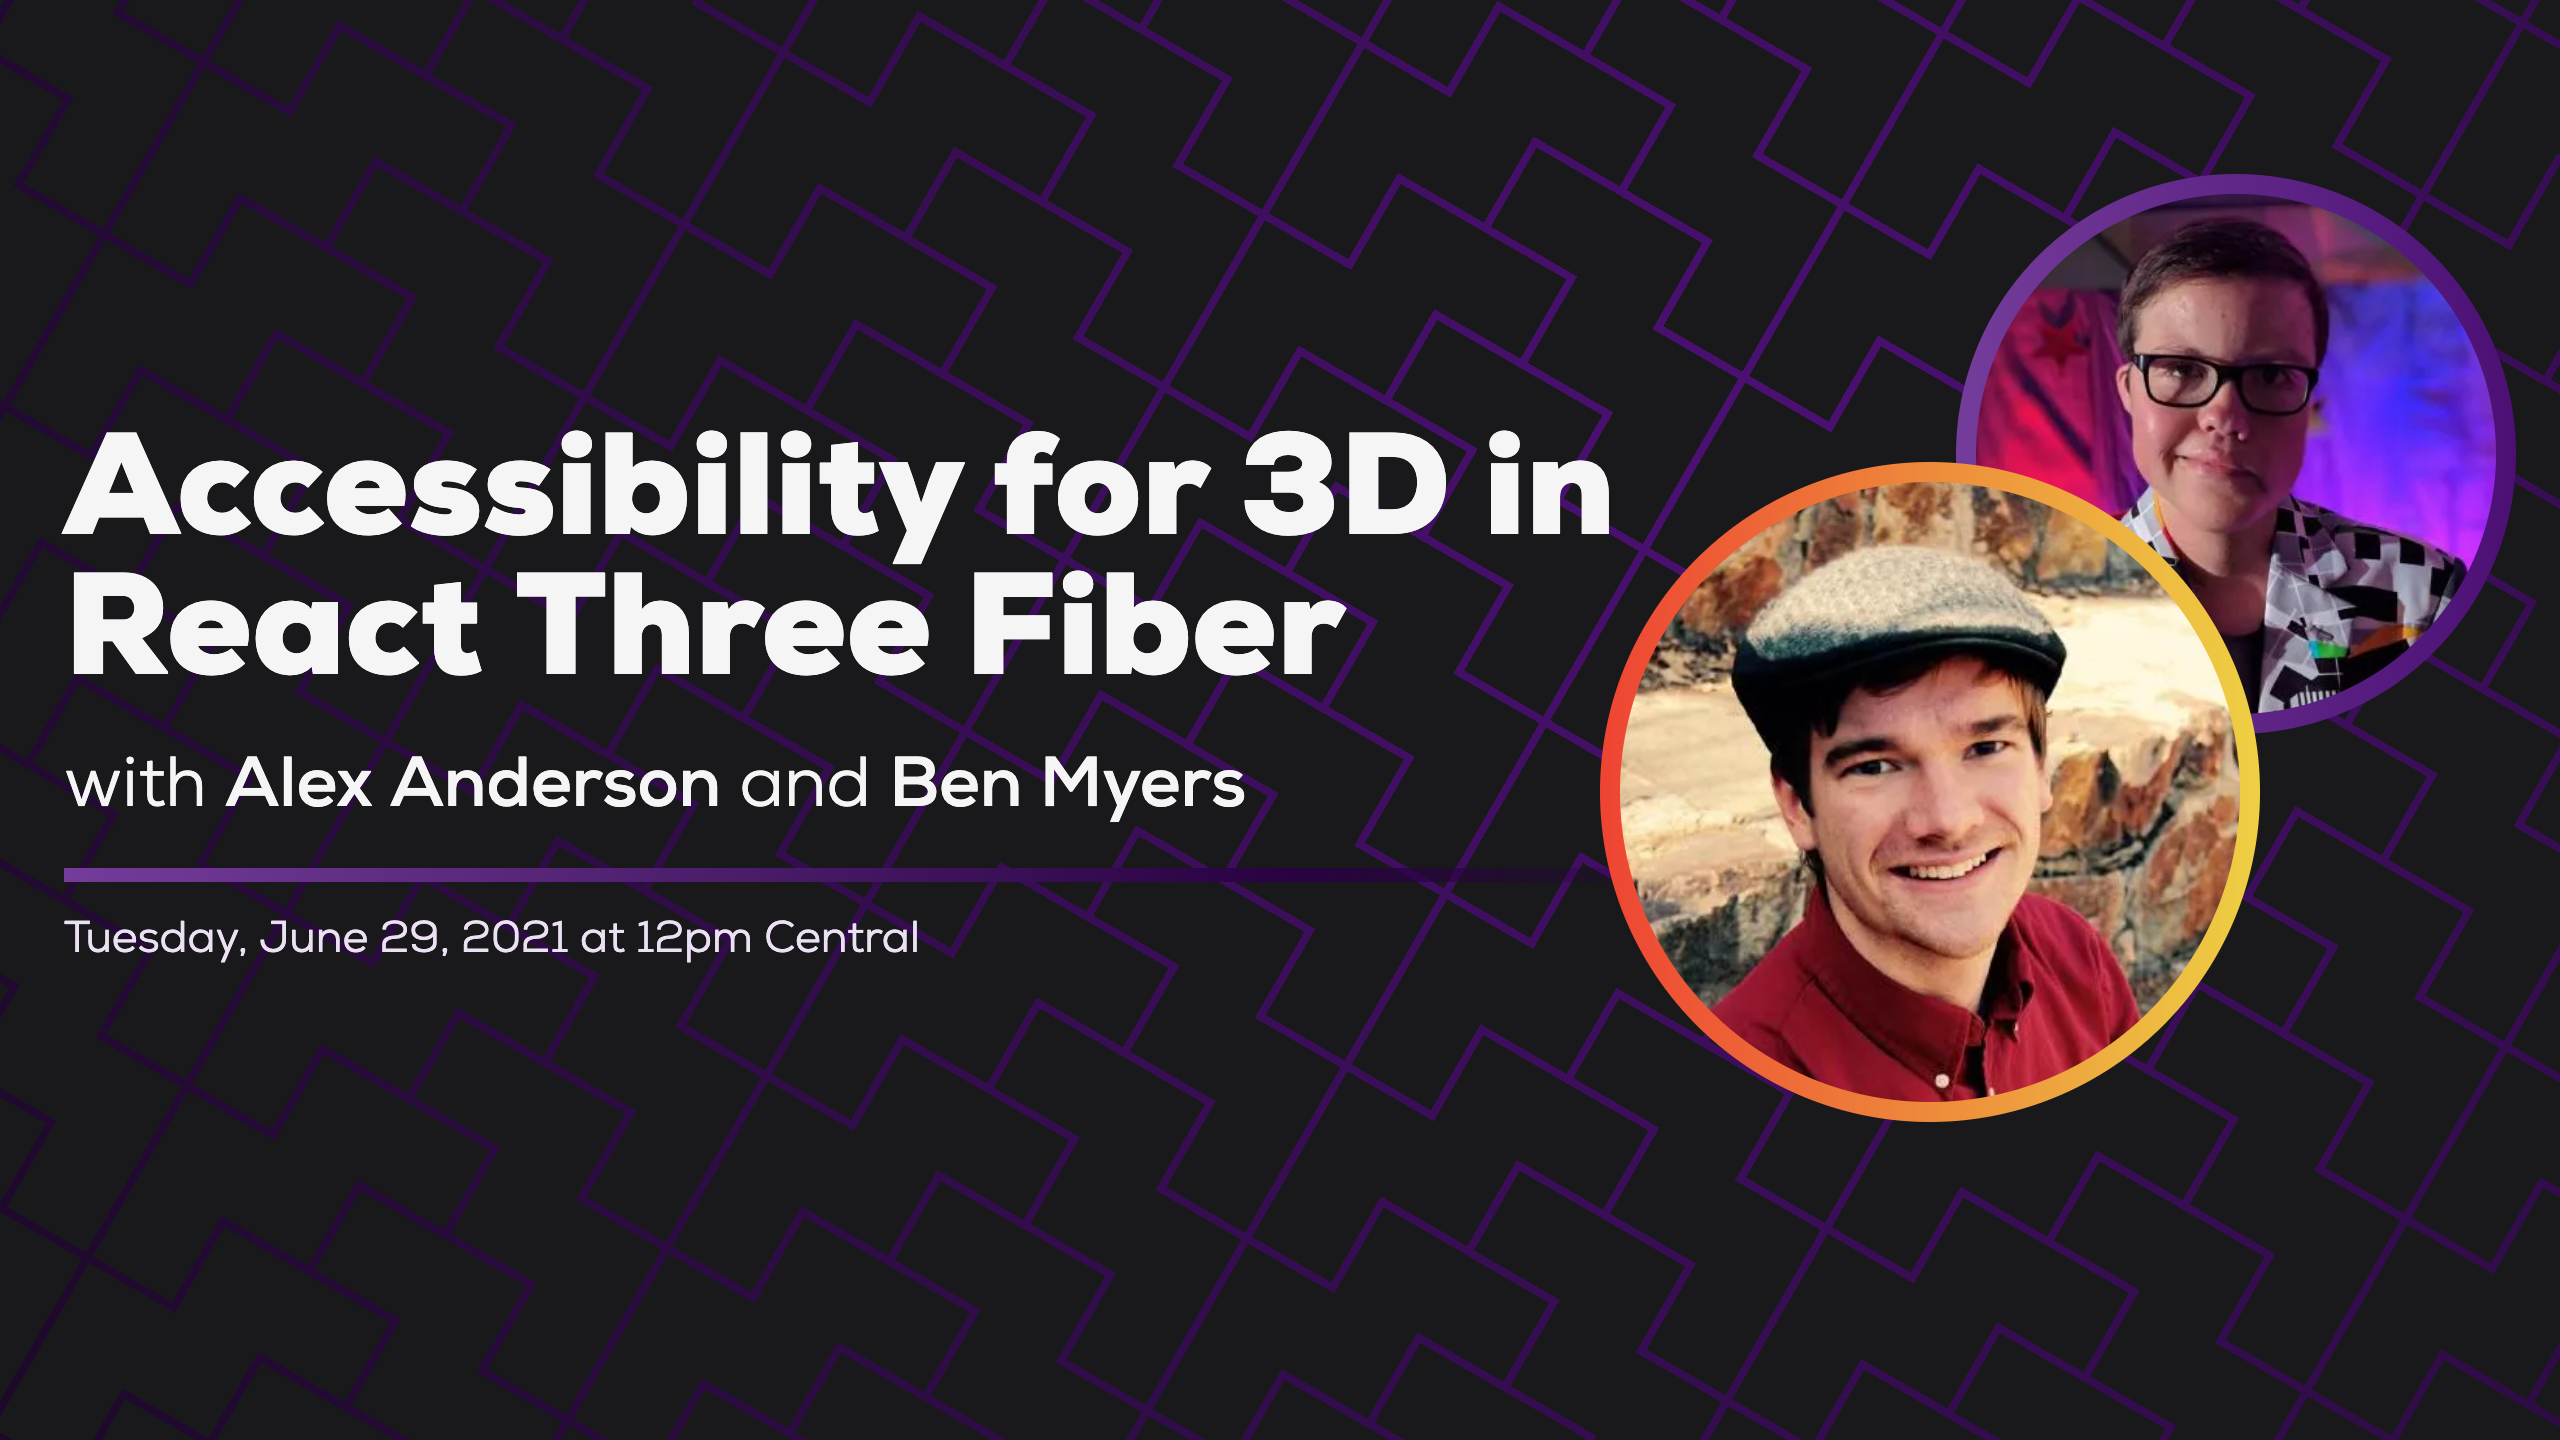 Accessibility for 3D in
React Three Fiber
with Alex Anderson and Ben Myers
Tuesday, June 29, 2021 at 12pm Central